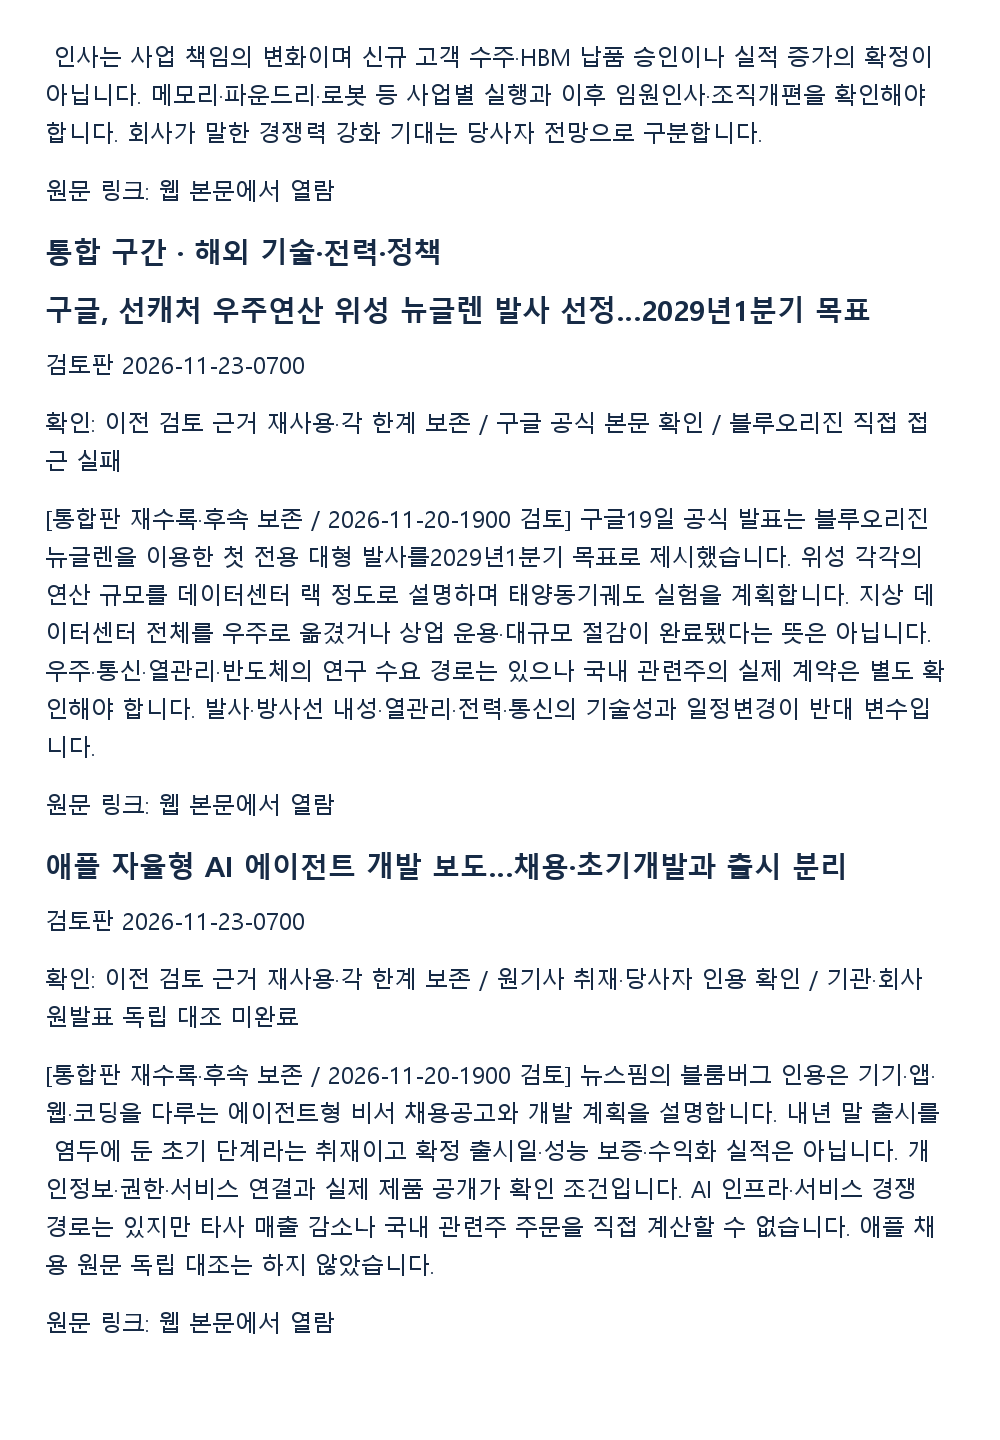 인사는 사업 책임의 변화이며 신규 고객 수주·HBM 납품 승인이나 실적 증가의 확정이
아닙니다. 메모리·파운드리·로봇 등 사업별 실행과 이후 임원인사·조직개편을 확인해야
합니다. 회사가 말한 경쟁력 강화 기대는 당사자 전망으로 구분합니다.
원문 링크: 웹 본문에서 열람
통합 구간 · 해외 기술·전력·정책
구글, 선캐처 우주연산 위성 뉴글렌 발사 선정...2029년1분기 목표
검토판 2026-11-23-0700
확인: 이전 검토 근거 재사용·각 한계 보존 / 구글 공식 본문 확인 / 블루오리진 직접 접
근 실패
[통합판 재수록·후속 보존 / 2026-11-20-1900 검토] 구글19일 공식 발표는 블루오리진
뉴글렌을 이용한 첫 전용 대형 발사를2029년1분기 목표로 제시했습니다. 위성 각각의
연산 규모를 데이터센터 랙 정도로 설명하며 태양동기궤도 실험을 계획합니다. 지상 데
이터센터 전체를 우주로 옮겼거나 상업 운용·대규모 절감이 완료됐다는 뜻은 아닙니다.
우주·통신·열관리·반도체의 연구 수요 경로는 있으나 국내 관련주의 실제 계약은 별도 확
인해야 합니다. 발사·방사선 내성·열관리·전력·통신의 기술성과 일정변경이 반대 변수입
니다.
원문 링크: 웹 본문에서 열람
애플 자율형 AI 에이전트 개발 보도...채용·초기개발과 출시 분리
검토판 2026-11-23-0700
확인: 이전 검토 근거 재사용·각 한계 보존 / 원기사 취재·당사자 인용 확인 / 기관·회사
원발표 독립 대조 미완료
[통합판 재수록·후속 보존 / 2026-11-20-1900 검토] 뉴스핌의 블룸버그 인용은 기기·앱·
웹·코딩을 다루는 에이전트형 비서 채용공고와 개발 계획을 설명합니다. 내년 말 출시를
염두에 둔 초기 단계라는 취재이고 확정 출시일·성능 보증·수익화 실적은 아닙니다. 개
인정보·권한·서비스 연결과 실제 제품 공개가 확인 조건입니다. AI 인프라·서비스 경쟁
경로는 있지만 타사 매출 감소나 국내 관련주 주문을 직접 계산할 수 없습니다. 애플 채
용 원문 독립 대조는 하지 않았습니다.
원문 링크: 웹 본문에서 열람